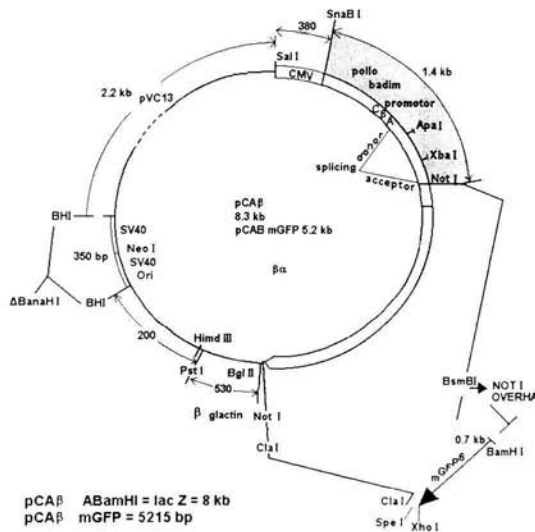 SnaB I
380
Sal I
CMV
pollo
badim
promotor
1.4 kb
CβA
Apa I
Xba I
Not I
donor
splicing
acceptor
2.2 kb
pVC13
pCAβ
8.3 kb
pCAB mGFP 5.2 kb
βα
BHI
SV40
Neo I
350 bp
SV40
Ori
ΔBanaHI
BHI
200
Himd III
Pst I
Bgl II
530
β glactin
Not I
Cla I
BsmBI
NOT I
OVERHA
0.7 kb
BamH I
mGFP6
Cla I
Spe I
Xho I
pCAβ ABamHI = lac Z = 8 kb
pCAβ mGFP = 5215 bp